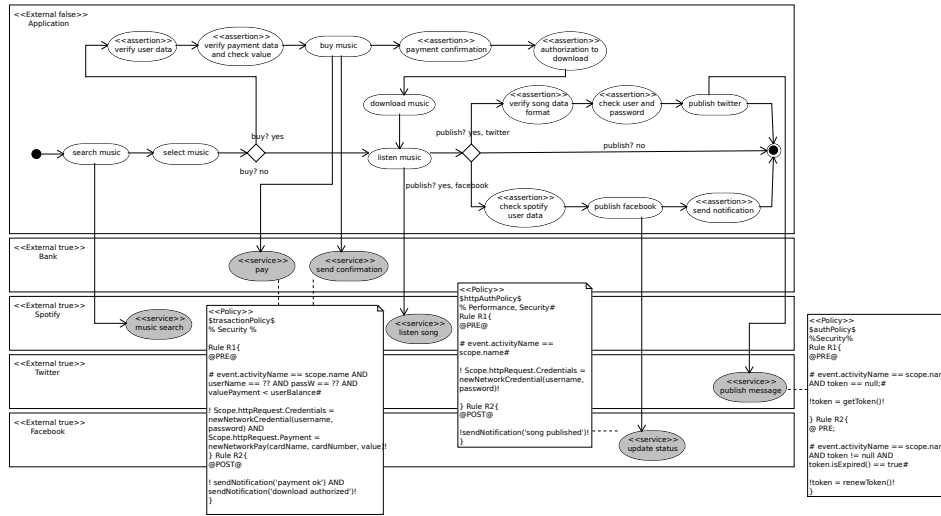 <<External false>>
Application
<<assertion>>
verify user data
<<assertion>>
verify payment data
and check value
buy music
<<assertion>>
payment confirmation
<<assertion>>
authorization to
download
download music
<<assertion>>
verify song data
format
<<assertion>>
check user and
password
publish twitter
buy? yes
publish? yes, twitter
search music
select music
listen music
publish? no
buy? no
publish? yes, facebook
<<assertion>>
check spotify
user data
publish facebook
<<assertion>>
send notification
<<External true>>
Bank
<<service>>
pay
<<service>>
send confirmation
<<External true>>
Spotify
<<service>>
music search
<<service>>
listen song
<<External true>>
Twitter
<<service>>
publish message
<<External true>>
Facebook
<<service>>
update status
<<Policy>>
$trasactionPolicy$
% Security %
Rule R1{
@PRE@
# event.activityName == scope.name AND
userName == ?? AND passW == ?? AND
valuePayment < userBalance#
! Scope.httpRequest.Credentials =
newNetworkCredential(username,
password) AND
Scope.httpRequest.Payment =
newNetworkPay(cardName, cardNumber, value)!
} Rule R2{
@POST@
! sendNotification('payment ok') AND
sendNotification('download authorized')!
}
<<Policy>>
$httpAuthPolicy$
% Performance, Security#
Rule R1{
@PRE@
# event.activityName ==
scope.name#
! Scope.httpRequest.Credentials =
newNetworkCredential(username,
password)!
} Rule R2{
@POST@
!sendNotification('song published')!
}
<<Policy>>
$authPolicy$
%Security%
Rule R1{
@PRE@
# event.activityName == scope.nar
AND token == null;#
!token = getToken()!
} Rule R2{
@ PRE;
# event.activityName == scope.nar
AND token != null AND
token.isExpired() == true#
!token = renewToken()!
}